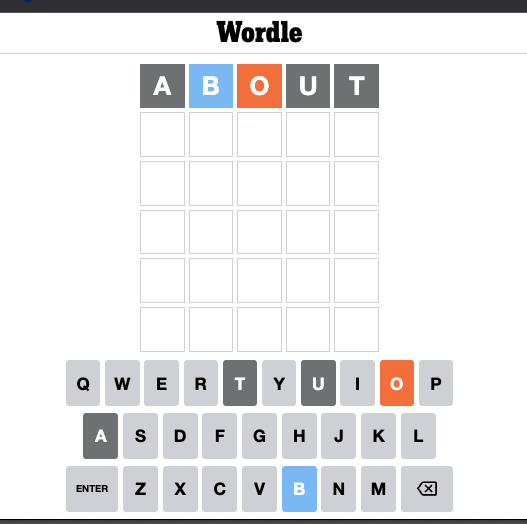 Wordle
A B O U T
Q W E R T Y U I O P
A S D F G H J K L
ENTER Z X C V B N M